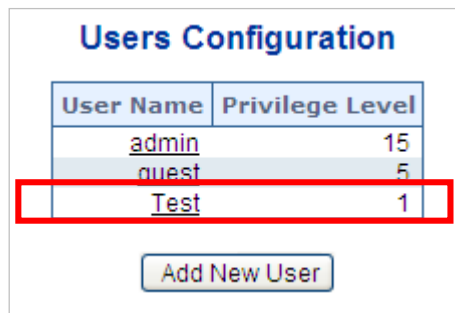 Users Configuration
User Name Privilege Level
admin 15
guest 5
Test 1
Add New User